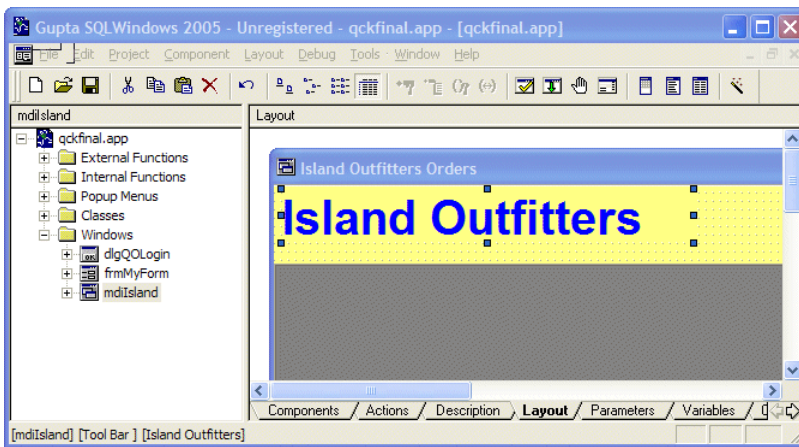 Gupta SQLWindows 2005 - Unregistered - qckfinal.app - [qckfinal.app]
File Edit Project Component Layout Debug Tools Window Help
mdiIsland
Layout
qckfinal.app
External Functions
Internal Functions
Popup Menus
Classes
Windows
dlgQOLogin
frmMyForm
mdiIsland
Island Outfitters Orders
Island Outfitters
Components Actions Description Layout Parameters Variables
[mdiIsland] [Tool Bar ] [Island Outfitters]